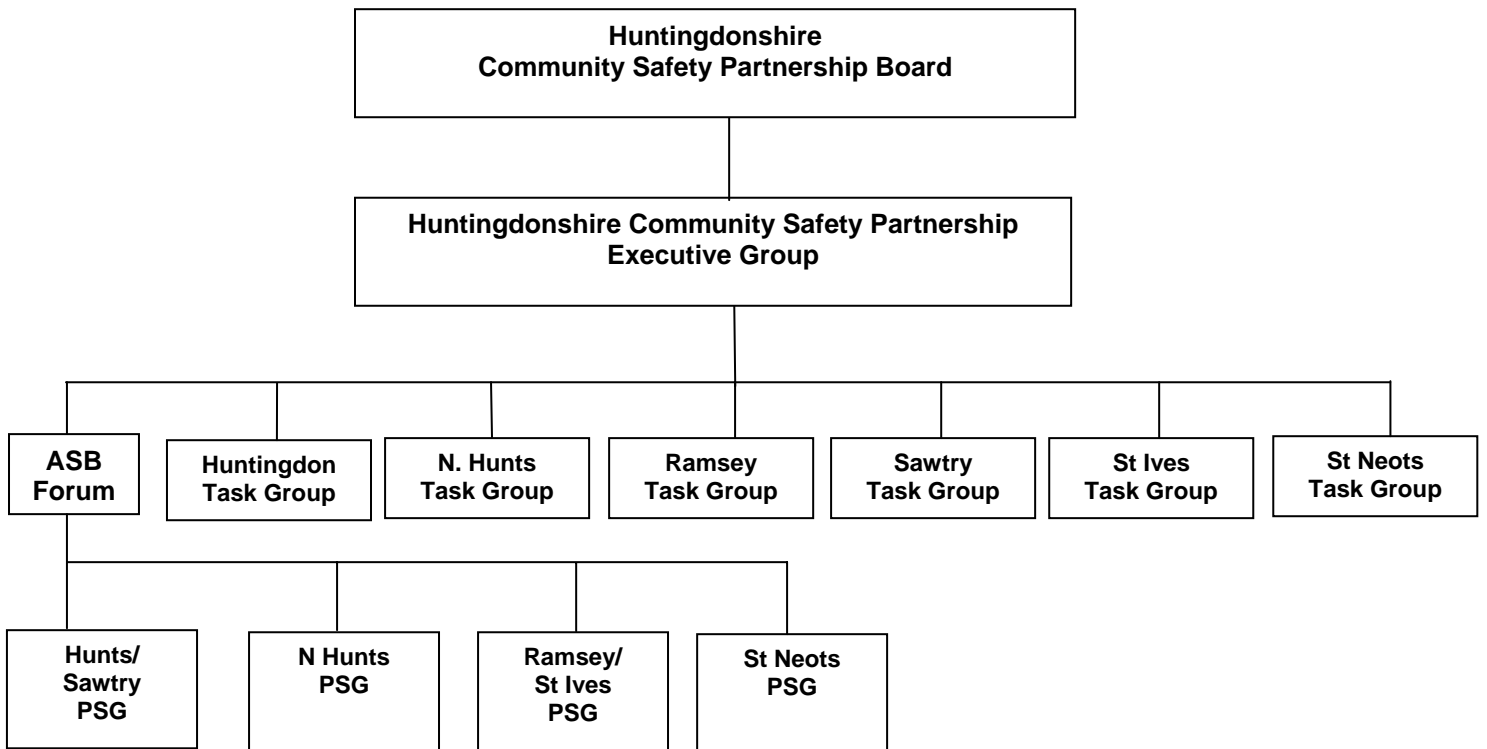 Huntingdonshire
Community Safety Partnership Board
Huntingdonshire Community Safety Partnership
Executive Group
ASB
Forum
Huntingdon
Task Group
N. Hunts
Task Group
Ramsey
Task Group
Sawtry
Task Group
St Ives
Task Group
St Neots
Task Group
Hunts/
Sawtry
PSG
N Hunts
PSG
Ramsey/
St Ives
PSG
St Neots
PSG